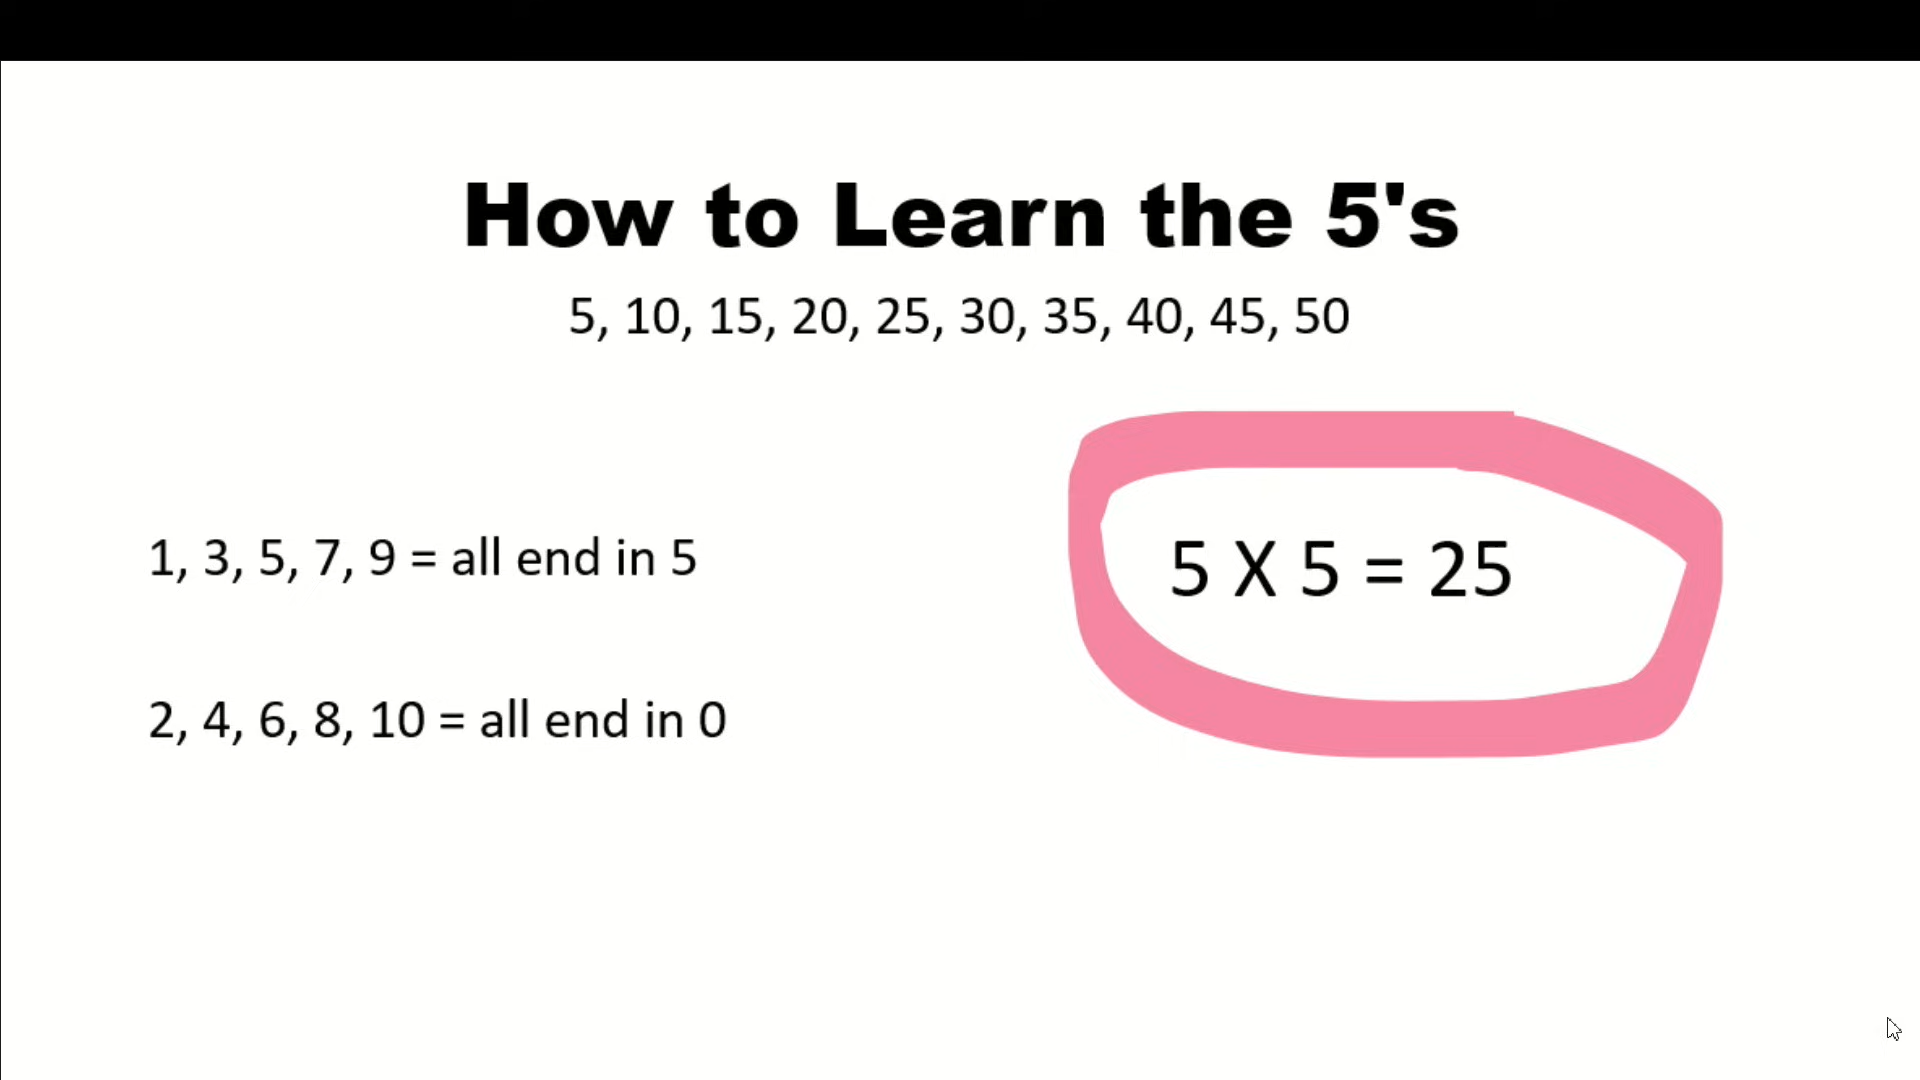 How to Learn the 5's
5, 10, 15, 20, 25, 30, 35, 40, 45, 50
1, 3, 5, 7, 9 = all end in 5
5 X 5 = 25
2, 4, 6, 8, 10 = all end in 0